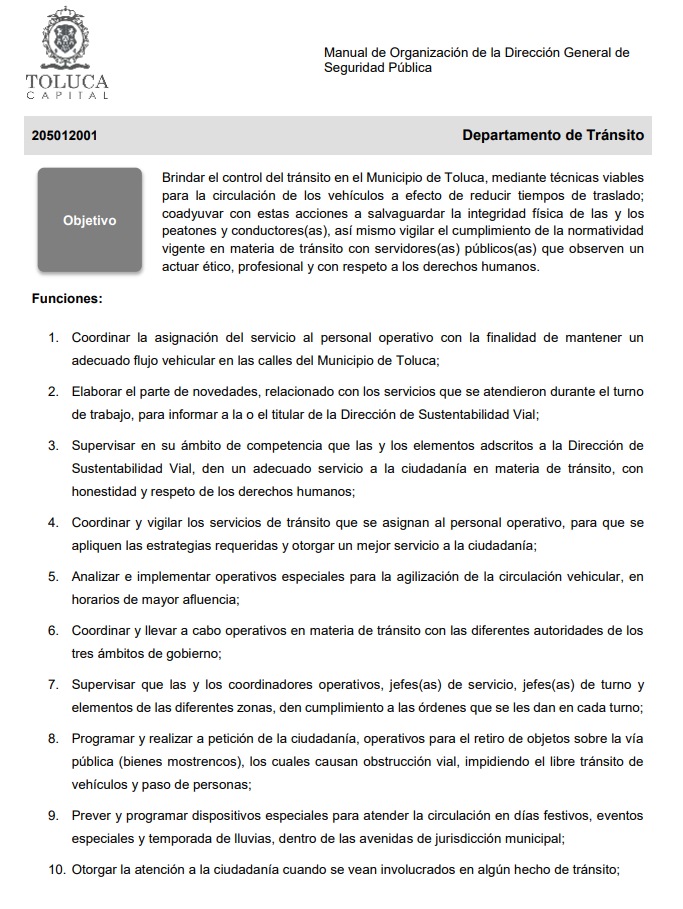 TOLUCA
CAPITAL
Manual de Organización de la Dirección General de
Seguridad Pública
205012001 Departamento de Tránsito
Objetivo
Brindar el control del tránsito en el Municipio de Toluca, mediante técnicas viables
para la circulación de los vehículos a efecto de reducir tiempos de traslado;
coadyuvar con estas acciones a salvaguardar la integridad física de las y los
peatones y conductores(as), así mismo vigilar el cumplimiento de la normatividad
vigente en materia de tránsito con servidores(as) públicos(as) que observen un
actuar ético, profesional y con respeto a los derechos humanos.
Funciones:
1. Coordinar la asignación del servicio al personal operativo con la finalidad de mantener un
adecuado flujo vehicular en las calles del Municipio de Toluca;
2. Elaborar el parte de novedades, relacionado con los servicios que se atendieron durante el turno
de trabajo, para informar a la o el titular de la Dirección de Sustentabilidad Vial;
3. Supervisar en su ámbito de competencia que las y los elementos adscritos a la Dirección de
Sustentabilidad Vial, den un adecuado servicio a la ciudadanía en materia de tránsito, con
honestidad y respeto de los derechos humanos;
4. Coordinar y vigilar los servicios de tránsito que se asignan al personal operativo, para que se
apliquen las estrategias requeridas y otorgar un mejor servicio a la ciudadanía;
5. Analizar e implementar operativos especiales para la agilización de la circulación vehicular, en
horarios de mayor afluencia;
6. Coordinar y llevar a cabo operativos en materia de tránsito con las diferentes autoridades de los
tres ámbitos de gobierno;
7. Supervisar que las y los coordinadores operativos, jefes(as) de servicio, jefes(as) de turno y
elementos de las diferentes zonas, den cumplimiento a las órdenes que se les dan en cada turno;
8. Programar y realizar a petición de la ciudadanía, operativos para el retiro de objetos sobre la vía
pública (bienes mostrencos), los cuales causan obstrucción vial, impidiendo el libre tránsito de
vehículos y paso de personas;
9. Prever y programar dispositivos especiales para atender la circulación en días festivos, eventos
especiales y temporada de lluvias, dentro de las avenidas de jurisdicción municipal;
10. Otorgar la atención a la ciudadanía cuando se vean involucrados en algún hecho de tránsito;